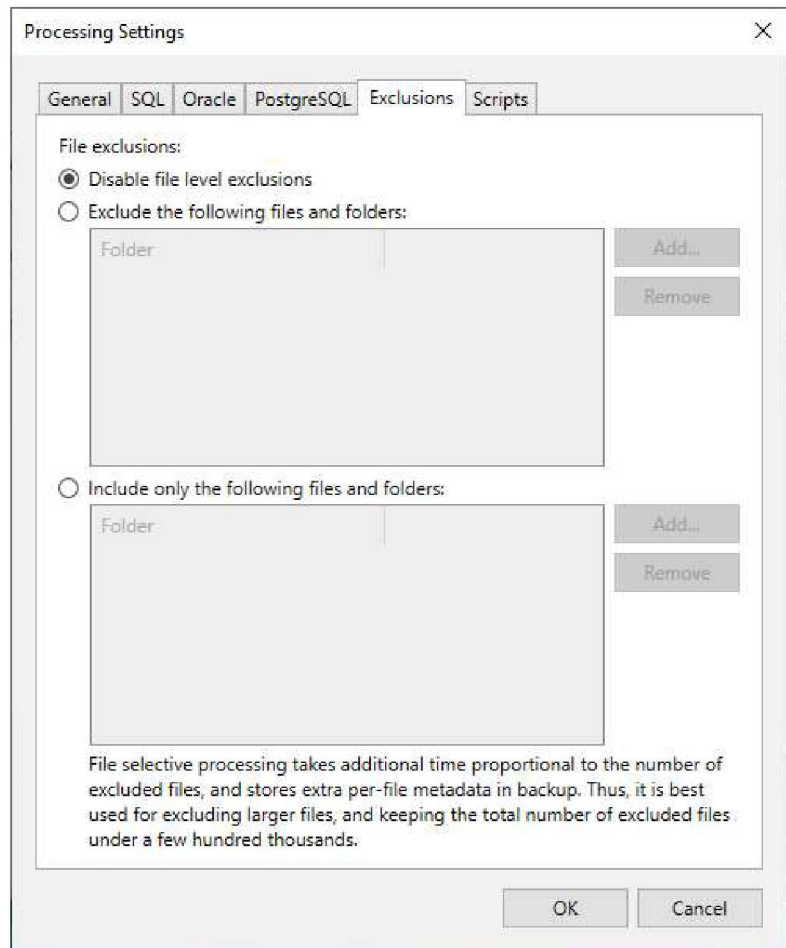 Processing Settings
General SQL Oracle PostgreSQL Exclusions Scripts
File exclusions:
Disable file level exclusions
Exclude the following files and folders:
Folder
Add...
Remove
Include only the following files and folders:
Folder
Add...
Remove
File selective processing takes additional time proportional to the number of
excluded files, and stores extra per-file metadata in backup. Thus, it is best
used for excluding larger files, and keeping the total number of excluded files
under a few hundred thousands.
OK Cancel